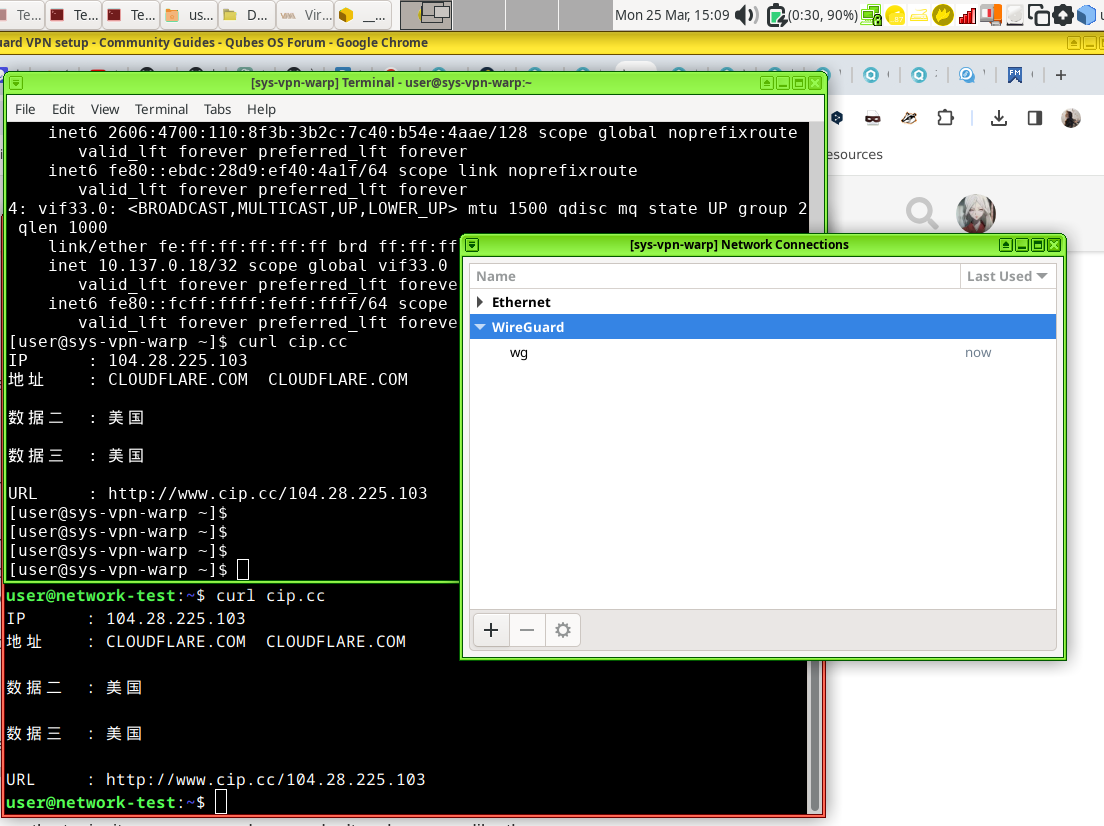 Te...
Te...
Te...
us...
D...
Vir...
__...
Mon 25 Mar, 15:09
(0:30, 90%)
uard VPN setup - Community Guides - Qubes OS Forum - Google Chrome
[sys-vpn-warp] Terminal - user@sys-vpn-warp:~
File Edit View Terminal Tabs Help
inet6 2606:4700:110:8f3b:3b2c:7c40:b54e:4aae/128 scope global noprefixroute
valid_lft forever preferred_lft forever
inet6 fe80::ebdc:28d9:ef40:4a1f/64 scope link noprefixroute
valid_lft forever preferred_lft forever
4: vif33.0: <BROADCAST,MULTICAST,UP,LOWER_UP> mtu 1500 qdisc mq state UP group 2
qlen 1000
link/ether fe:ff:ff:ff:ff:ff brd ff:ff:ff
inet 10.137.0.18/32 scope global vif33.0
valid_lft forever preferred_lft foreve
inet6 fe80::fcff:ffff:feff:ffff/64 scope
valid_lft forever preferred_lft foreve
[user@sys-vpn-warp ~]$ curl cip.cc
IP : 104.28.225.103
地址 : CLOUDFLARE.COM CLOUDFLARE.COM
数据二 : 美国
数据三 : 美国
URL : http://www.cip.cc/104.28.225.103
[user@sys-vpn-warp ~]$
[user@sys-vpn-warp ~]$
[user@sys-vpn-warp ~]$
[user@sys-vpn-warp ~]$
user@network-test:~$ curl cip.cc
IP : 104.28.225.103
地址 : CLOUDFLARE.COM CLOUDFLARE.COM
数据二 : 美国
数据三 : 美国
URL : http://www.cip.cc/104.28.225.103
user@network-test:~$
[sys-vpn-warp] Network Connections
Name Last Used
Ethernet
WireGuard
wg now
FM
esources